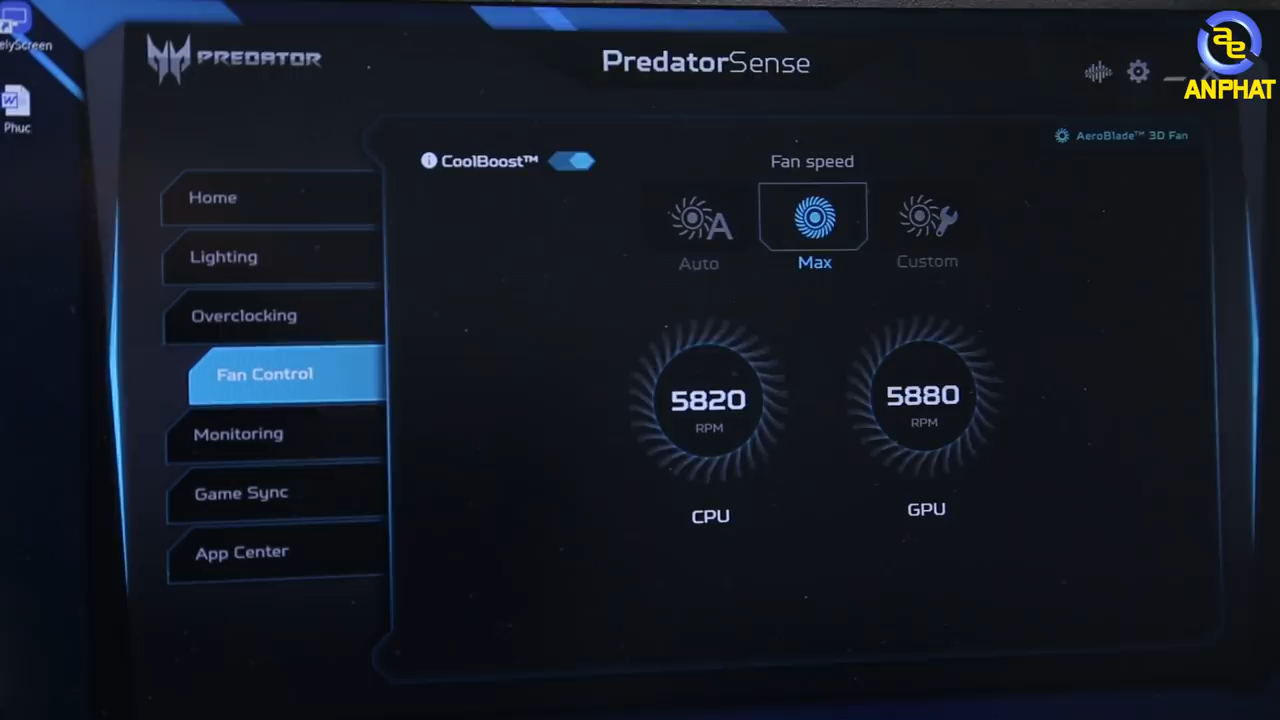 elyScreen
Phuc
PREDATOR
PredatorSense
ANPHAT
AeroBlade™ 3D Fan
CoolBoost™
Fan speed
Auto
Max
Custom
Home
Lighting
Overclocking
Fan Control
Monitoring
Game Sync
App Center
5820
RPM
CPU
5880
RPM
GPU